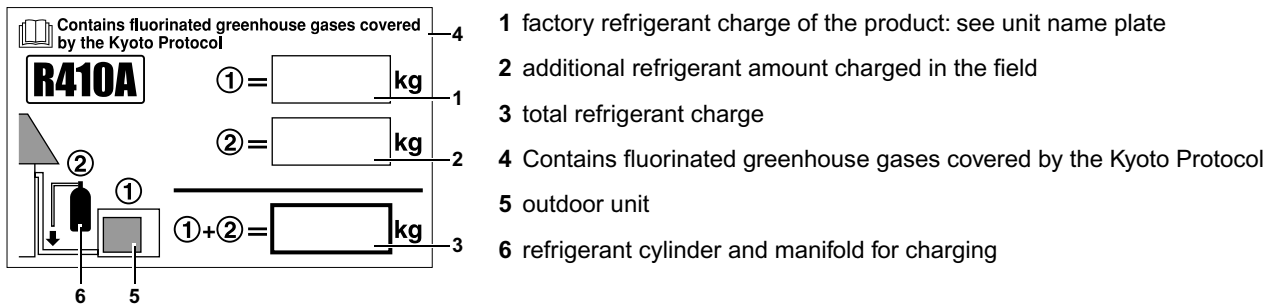 Contains fluorinated greenhouse gases covered
by the Kyoto Protocol
4
R410A
①=
kg
1
②=
kg
2
②
①
①+②=
kg
3
6
5
1 factory refrigerant charge of the product: see unit name plate
2 additional refrigerant amount charged in the field
3 total refrigerant charge
4 Contains fluorinated greenhouse gases covered by the Kyoto Protocol
5 outdoor unit
6 refrigerant cylinder and manifold for charging